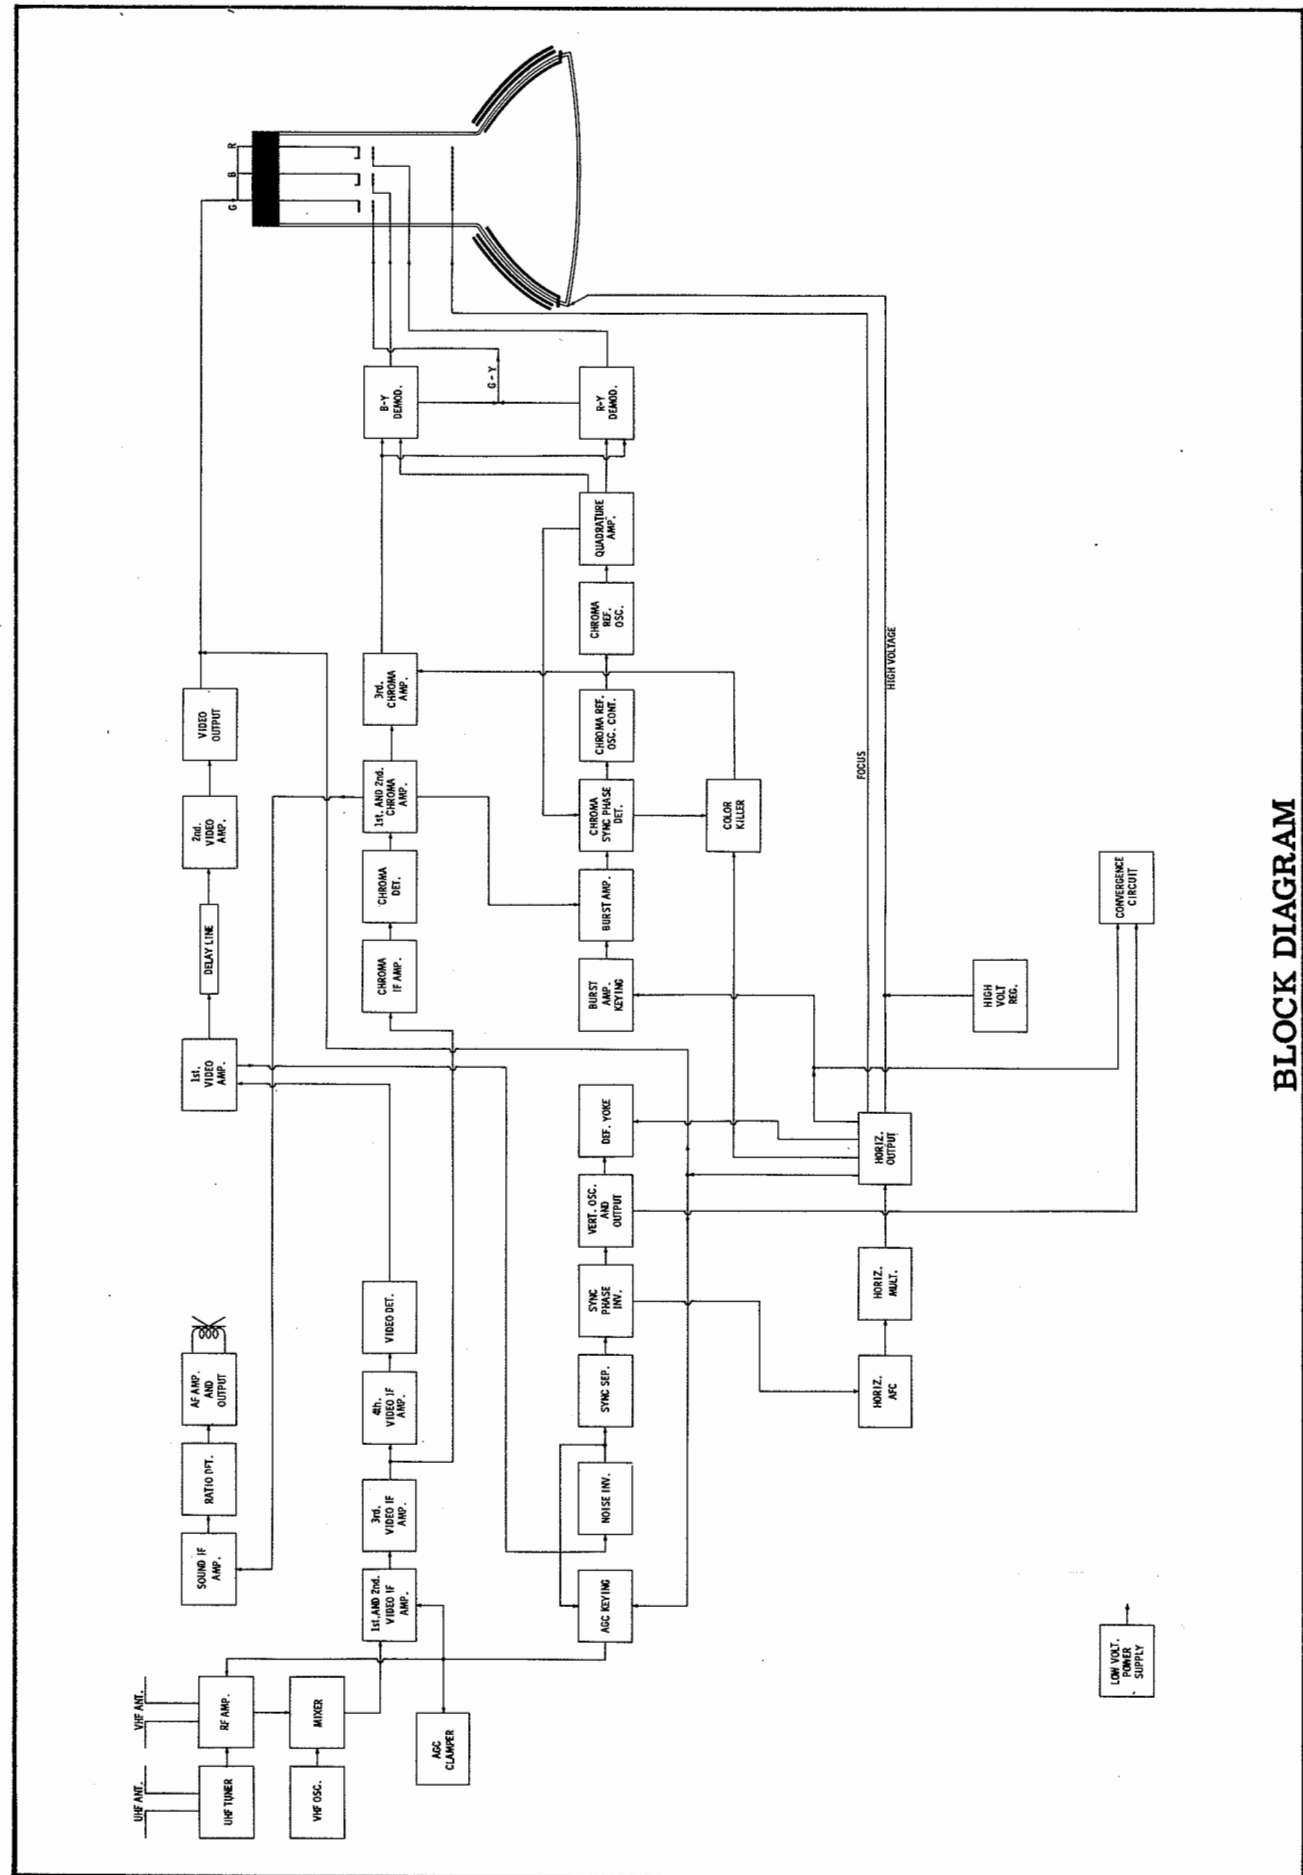 UHF ANT.
VHF ANT.
UHF TUNER
RF AMP.
VHF OSC.
MIXER
AGC
CLAMPER
SOUND IF
AMP.
RATIO DET.
AF AMP.
AND
OUTPUT
1st. AND 2nd.
VIDEO IF
AMP.
3rd.
VIDEO IF
AMP.
4th.
VIDEO IF
AMP.
VIDEO DET.
1st.
VIDEO
AMP.
DELAY LINE
2nd.
VIDEO
AMP.
VIDEO
OUTPUT
G
B
R
CHROMA
IF AMP.
CHROMA
DET.
1st. AND 2nd.
CHROMA
AMP.
3rd.
CHROMA
AMP.
B-Y
DEMOD.
G-Y
R-Y
DEMOD.
AGC KEYING
NOISE INV.
SYNC SEP.
SYNC
PHASE
INV.
VERT. OSC.
AND
OUTPUT
DEF. YOKE
BURST
AMP.
KEYING
BURST AMP.
CHROMA
SYNC PHASE
DET.
CHROMA REF.
OSC. CONT.
CHROMA
REF.
OSC.
QUADRATURE
AMP.
COLOR
KILLER
HORIZ.
AFC
HORIZ.
MULT.
HORIZ.
OUTPUT
FOCUS
HIGH VOLTAGE
HIGH
VOLT
REG.
CONVERGENCE
CIRCUIT
LOW VOLT.
POWER
SUPPLY
BLOCK DIAGRAM